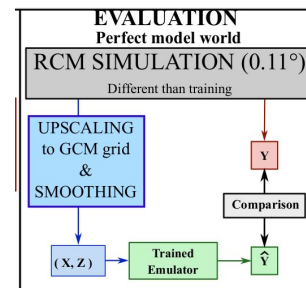 EVALUATION
Perfect model world
RCM SIMULATION (0.11°)
Different than training
UPSCALING
to GCM grid
&
SMOOTHING
Y
Comparison
( X, Z )
Trained
Emulator
Ŷ